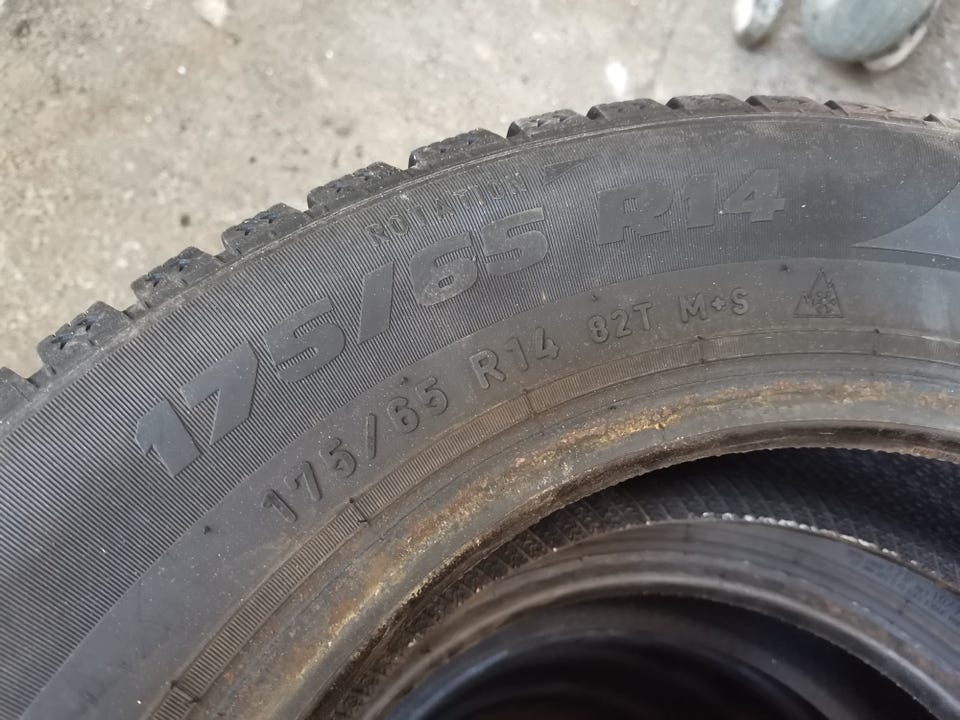 ROTATION
175/65 R14
175/65 R14 82T M+S